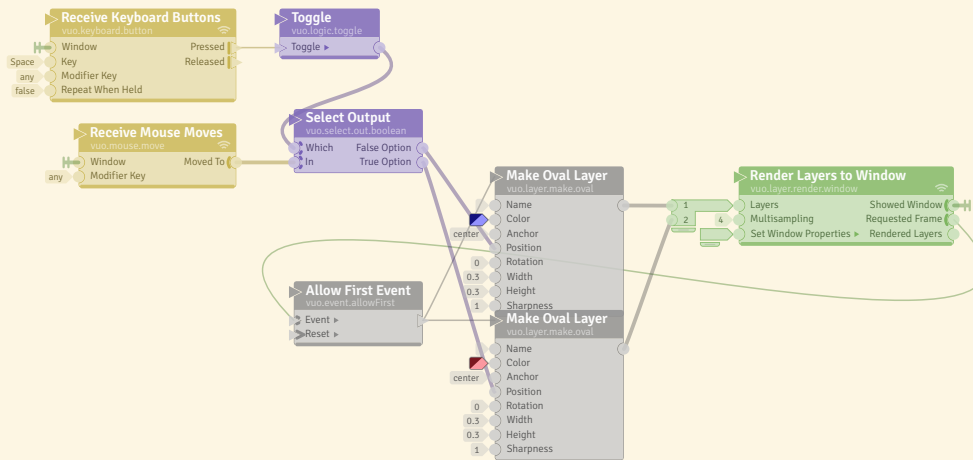 Receive Keyboard Buttons
vuo.keyboard.button
Window Pressed
Space Key Released
any Modifier Key
false Repeat When Held
Toggle
vuo.logic.toggle
Toggle ▸
Receive Mouse Moves
vuo.mouse.move
Window Moved To
any Modifier Key
Select Output
vuo.select.out.boolean
Which False Option
In True Option
Make Oval Layer
vuo.layer.make.oval
Name
Color
center Anchor
Position
0 Rotation
0.3 Width
0.3 Height
1 Sharpness
Render Layers to Window
vuo.layer.render.window
1 Layers Showed Window
2 4 Multisampling Requested Frame
Set Window Properties ▸ Rendered Layers
Allow First Event
vuo.event.allowFirst
Event ▸
Reset ▸
Make Oval Layer
vuo.layer.make.oval
Name
Color
center Anchor
Position
0 Rotation
0.3 Width
0.3 Height
1 Sharpness